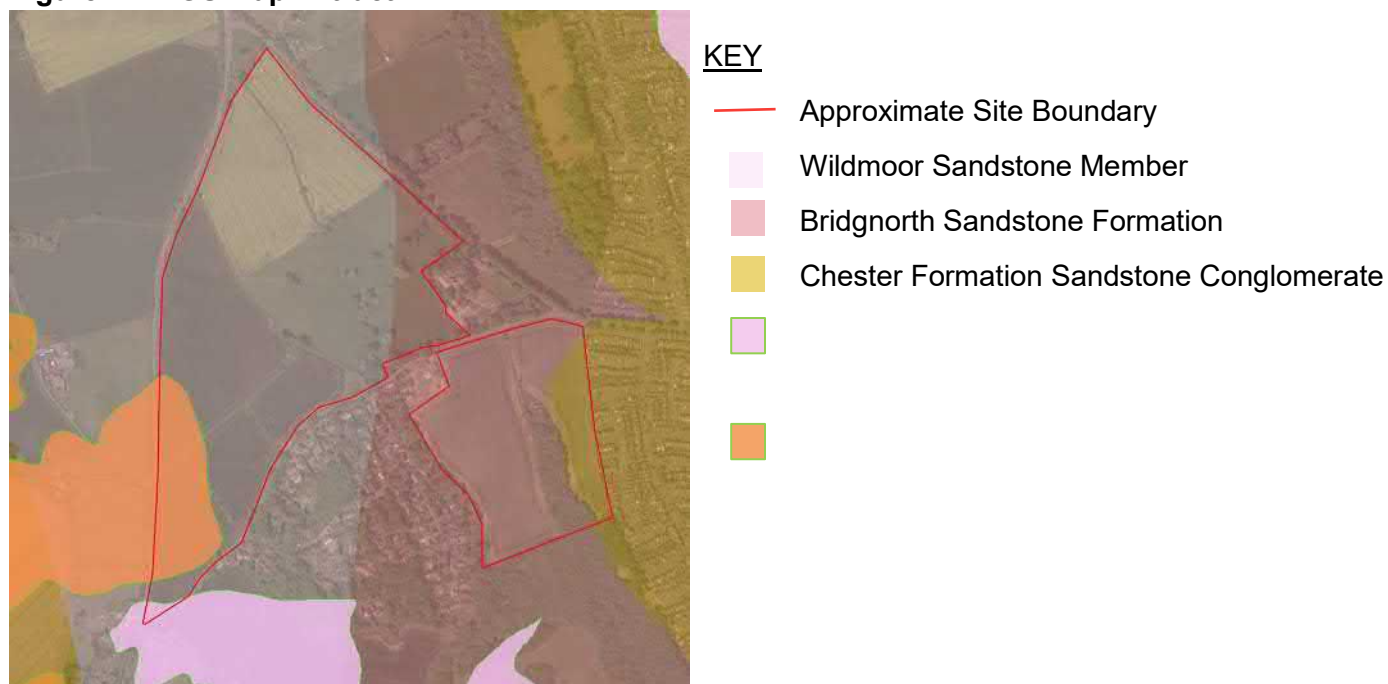 KEY
Approximate Site Boundary
Wildmoor Sandstone Member
Bridgnorth Sandstone Formation
Chester Formation Sandstone Conglomerate